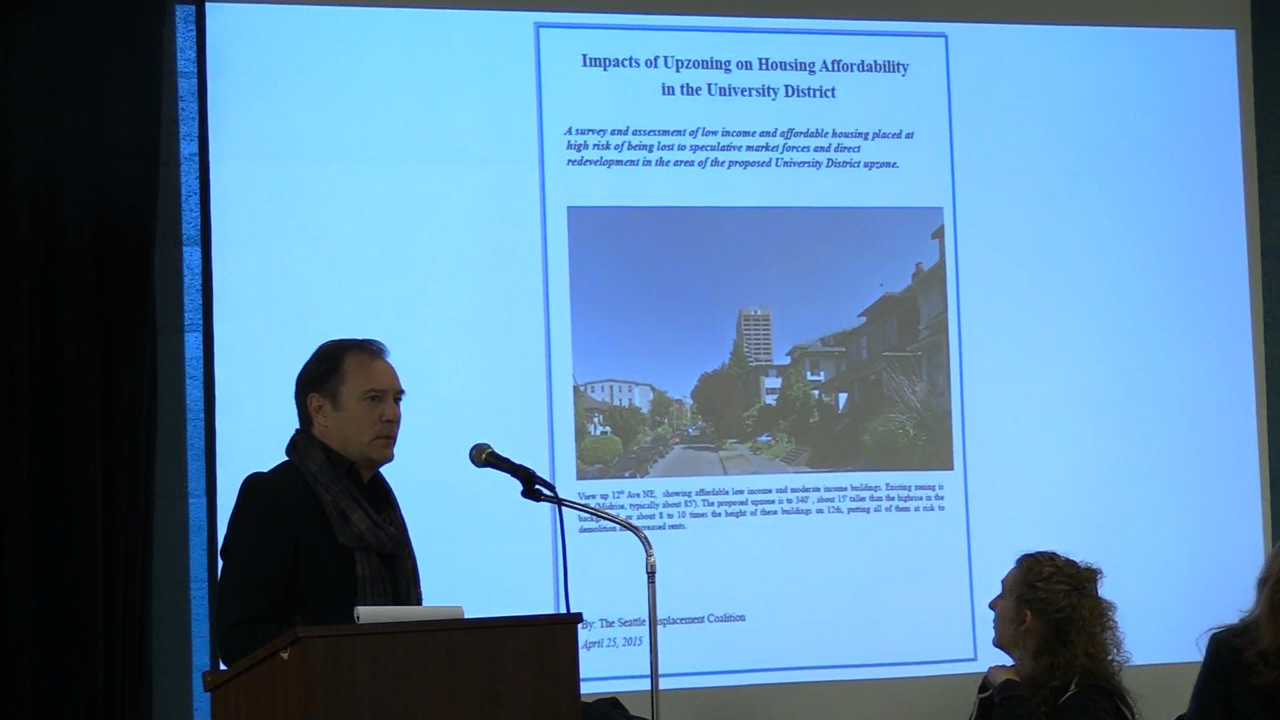 Impacts of Upzoning on Housing Affordability
in the University District
A survey and assessment of low income and affordable housing placed at
high risk of being lost to speculative market forces and direct
redevelopment in the area of the proposed University District upzone.
View up 12th Ave NE, showing affordable low income and moderate income buildings. Existing zoning is
(Midrise, typically about 85'). The proposed upzone is to 340', about 15' taller than the highrise in the
or about 8 to 10 times the height of these buildings on 12th, putting all of them at risk to
demolition increased rents.
By: The Seattle Displacement Coalition
April 25, 2015